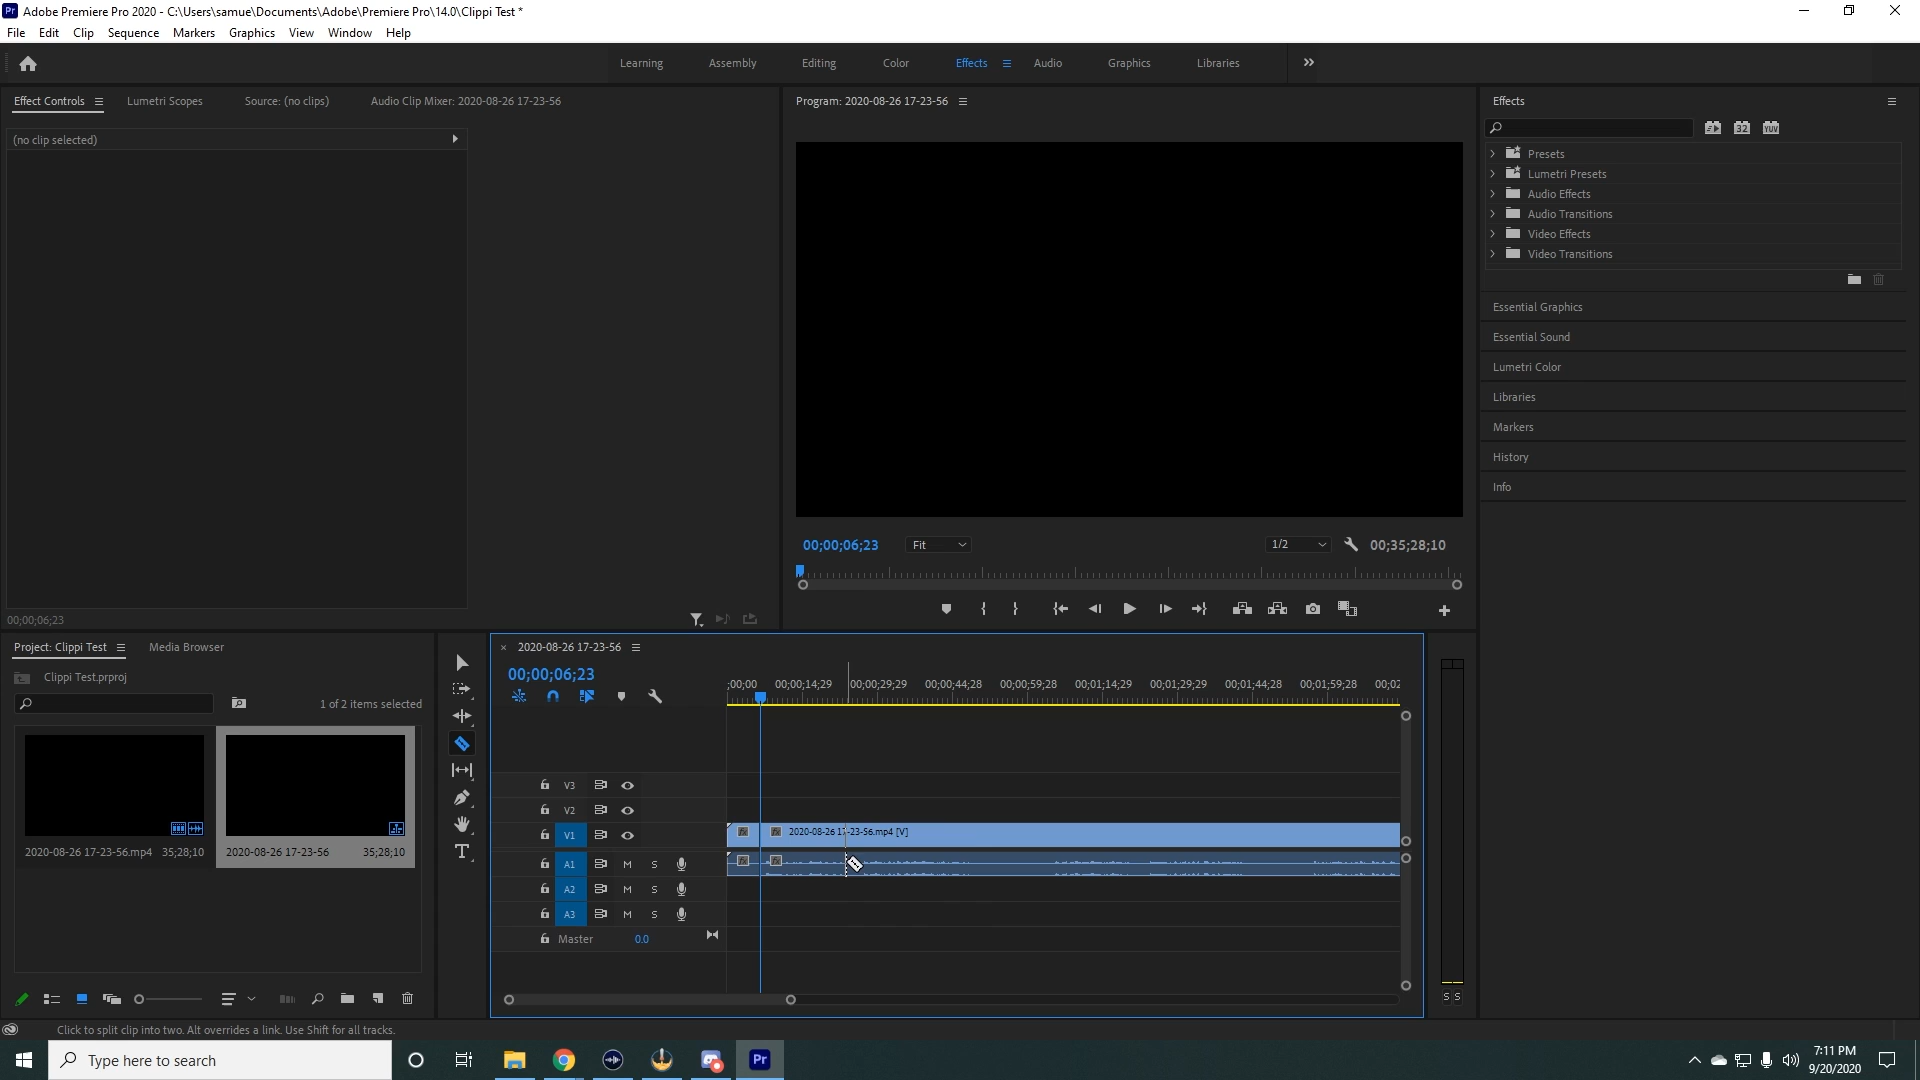 Pr Adobe Premiere Pro 2020 - C:\Users\samue\Documents\Adobe\Premiere Pro\14.0\Clippi Test *
File Edit Clip Sequence Markers Graphics View Window Help
Learning Assembly Editing Color Effects Audio Graphics Libraries
Effect Controls Lumetri Scopes Source: (no clips) Audio Clip Mixer: 2020-08-26 17-23-56
Program: 2020-08-26 17-23-56
Effects
32 YUV
(no clip selected)
Presets
Lumetri Presets
Audio Effects
Audio Transitions
Video Effects
Video Transitions
Essential Graphics
Essential Sound
Lumetri Color
Libraries
Markers
History
Info
00;00;06;23 Fit 1/2 00;35;28;10
00;00;06;23
Project: Clippi Test Media Browser
Clippi Test.prproj
1 of 2 items selected
2020-08-26 17-23-56.mp4 35;28;10
2020-08-26 17-23-56 35;28;10
× 2020-08-26 17-23-56
00;00;06;23
;00;00 00;00;14;29 00;00;29;29 00;00;44;28 00;00;59;28 00;01;14;29 00;01;29;29 00;01;44;28 00;01;59;28 00;02
V3
V2
V1 fx fx 2020-08-26 17-23-56.mp4 [V]
A1 M S fx fx
A2 M S
A3 M S
Master 0.0
S S
Click to split clip into two. Alt overrides a link. Use Shift for all tracks.
Type here to search
Pr
7:11 PM
9/20/2020